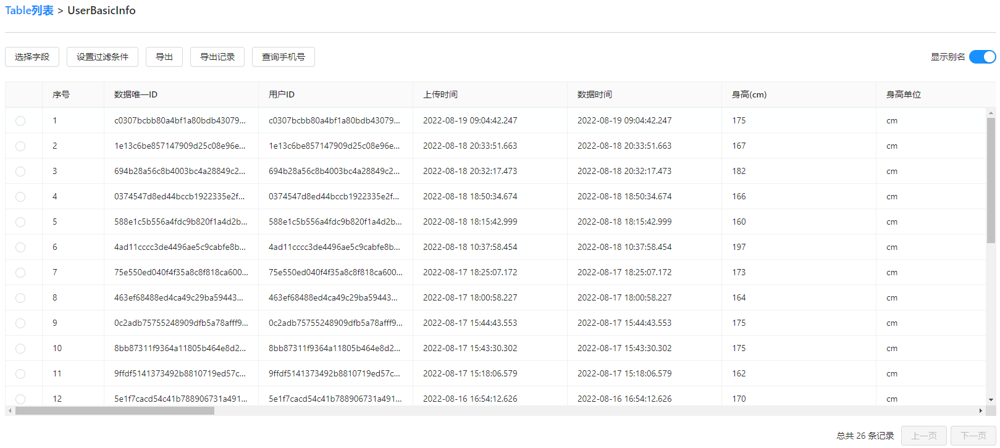 Table列表 > UserBasicInfo
选择字段 设置过滤条件 导出 导出记录 查询手机号 显示别名
序号 数据唯一ID 用户ID 上传时间 数据时间 身高(cm) 身高单位
1 c0307bcbb80a4bf1a80bdb43079... c0307bcbb80a4bf1a80bdb43079... 2022-08-19 09:04:42.247 2022-08-19 09:04:42.247 175 cm
2 1e13c6be857147909d25c08e96e... 1e13c6be857147909d25c08e96e... 2022-08-18 20:33:51.663 2022-08-18 20:33:51.663 167 cm
3 694b28a56c8b4003bc4a28849c2... 694b28a56c8b4003bc4a28849c2... 2022-08-18 20:32:17.473 2022-08-18 20:32:17.473 182 cm
4 0374547d8ed44bccb1922335e2f... 0374547d8ed44bccb1922335e2f... 2022-08-18 18:50:34.674 2022-08-18 18:50:34.674 166 cm
5 588e1c5b556a4fdc9b820f1a4d2b... 588e1c5b556a4fdc9b820f1a4d2b... 2022-08-18 18:15:42.999 2022-08-18 18:15:42.999 160 cm
6 4ad11cccc3de4496ae5c9cabfe8b... 4ad11cccc3de4496ae5c9cabfe8b... 2022-08-18 10:37:58.454 2022-08-18 10:37:58.454 197 cm
7 75e550ed040f4f35a8c8f818ca600... 75e550ed040f4f35a8c8f818ca600... 2022-08-17 18:25:07.172 2022-08-17 18:25:07.172 173 cm
8 463ef68488ed4ca49c29ba59443... 463ef68488ed4ca49c29ba59443... 2022-08-17 18:00:58.227 2022-08-17 18:00:58.227 164 cm
9 0c2adb75755248909dfb5a78afff9... 0c2adb75755248909dfb5a78afff9... 2022-08-17 15:44:43.553 2022-08-17 15:44:43.553 175 cm
10 8bb87311f9364a11805b464e8d2... 8bb87311f9364a11805b464e8d2... 2022-08-17 15:43:30.302 2022-08-17 15:43:30.302 175 cm
11 9ffdf5141373492b8810719ed57c... 9ffdf5141373492b8810719ed57c... 2022-08-17 15:18:06.579 2022-08-17 15:18:06.579 162 cm
12 5e1f7cacd54c41b788906731a491... 5e1f7cacd54c41b788906731a491... 2022-08-16 16:54:12.626 2022-08-16 16:54:12.626 170 cm
总共 26 条记录 上一页 下一页